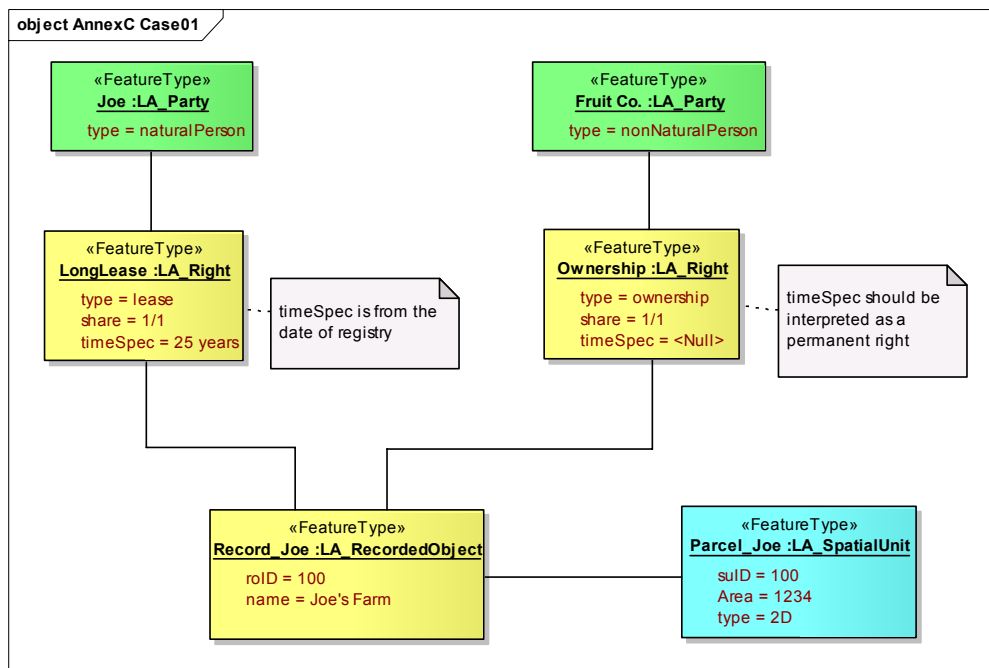 object AnnexC Case01
«FeatureType»
Joe :LA_Party
type = naturalPerson
«FeatureType»
Fruit Co. :LA_Party
type = nonNaturalPerson
«FeatureType»
LongLease :LA_Right
type = lease
share = 1/1
timeSpec = 25 years
timeSpec is from the
date of registry
«FeatureType»
Ownership :LA_Right
type = ownership
share = 1/1
timeSpec = <Null>
timeSpec should be
interpreted as a
permanent right
«FeatureType»
Record_Joe :LA_RecordedObject
roID = 100
name = Joe's Farm
«FeatureType»
Parcel_Joe :LA_SpatialUnit
suID = 100
Area = 1234
type = 2D